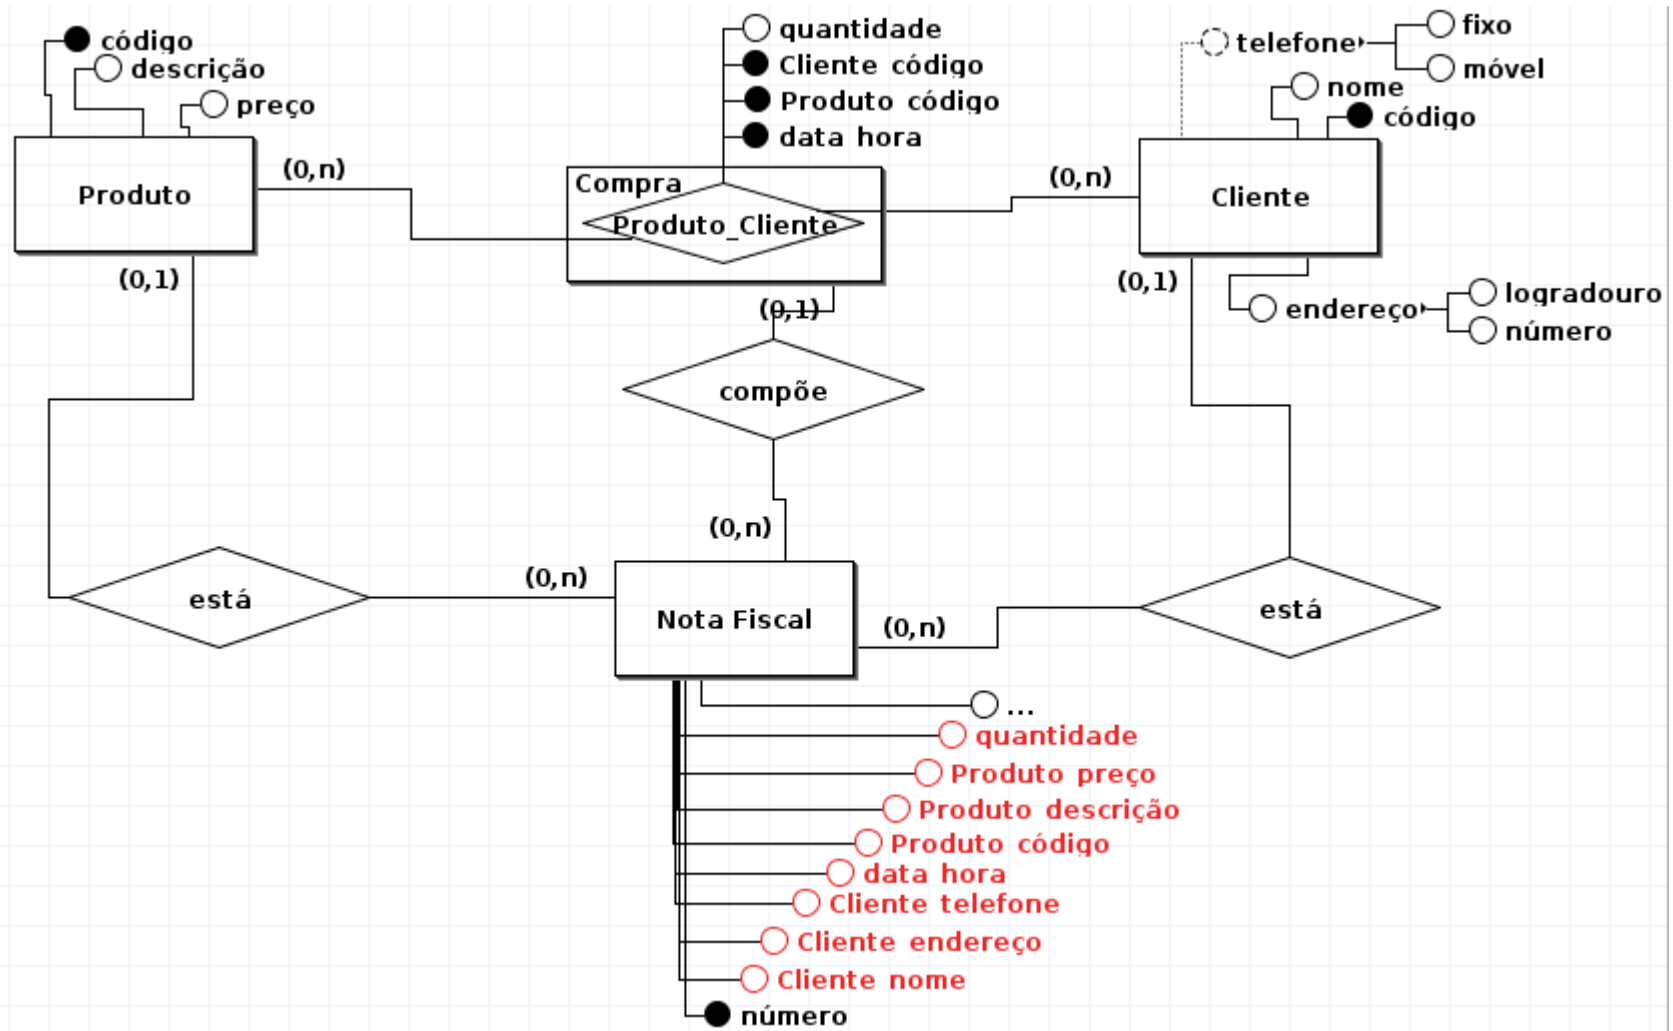 código
descrição
preço
Produto
(0,n)
(0,1)
quantidade
Cliente código
Produto código
data hora
Compra
Produto_Cliente
(0,n)
telefone
fixo
móvel
nome
código
Cliente
(0,1)
endereço
logradouro
número
(0,1)
compõe
(0,n)
está
(0,n)
Nota Fiscal
(0,n)
está
...
quantidade
Produto preço
Produto descrição
Produto código
data hora
Cliente telefone
Cliente endereço
Cliente nome
número